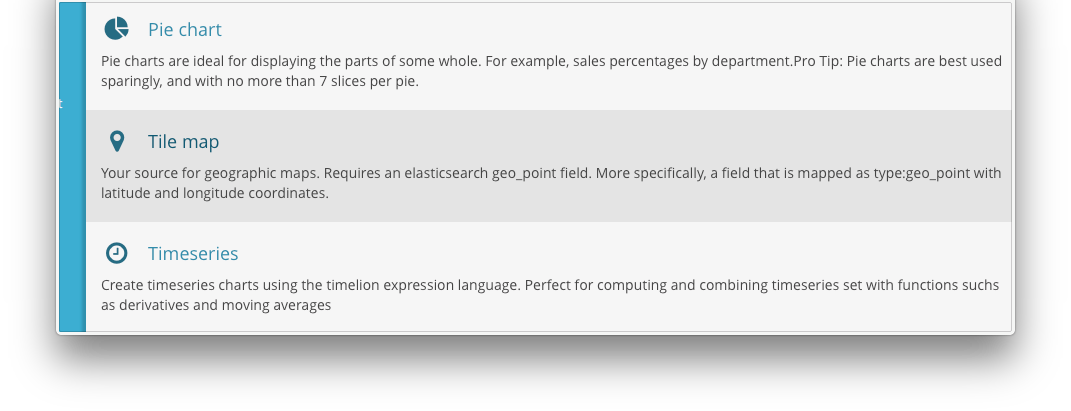 Pie chart
Pie charts are ideal for displaying the parts of some whole. For example, sales percentages by department.Pro Tip: Pie charts are best used
sparingly, and with no more than 7 slices per pie.
t
Tile map
Your source for geographic maps. Requires an elasticsearch geo_point field. More specifically, a field that is mapped as type:geo_point with
latitude and longitude coordinates.
Timeseries
Create timeseries charts using the timelion expression language. Perfect for computing and combining timeseries set with functions suchs
as derivatives and moving averages